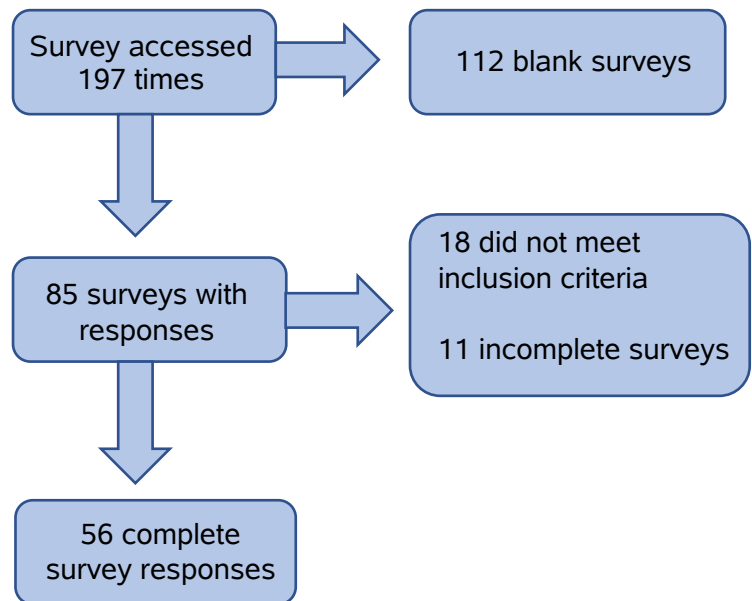 Survey accessed
197 times
112 blank surveys
85 surveys with
responses
18 did not meet
inclusion criteria
11 incomplete surveys
56 complete
survey responses